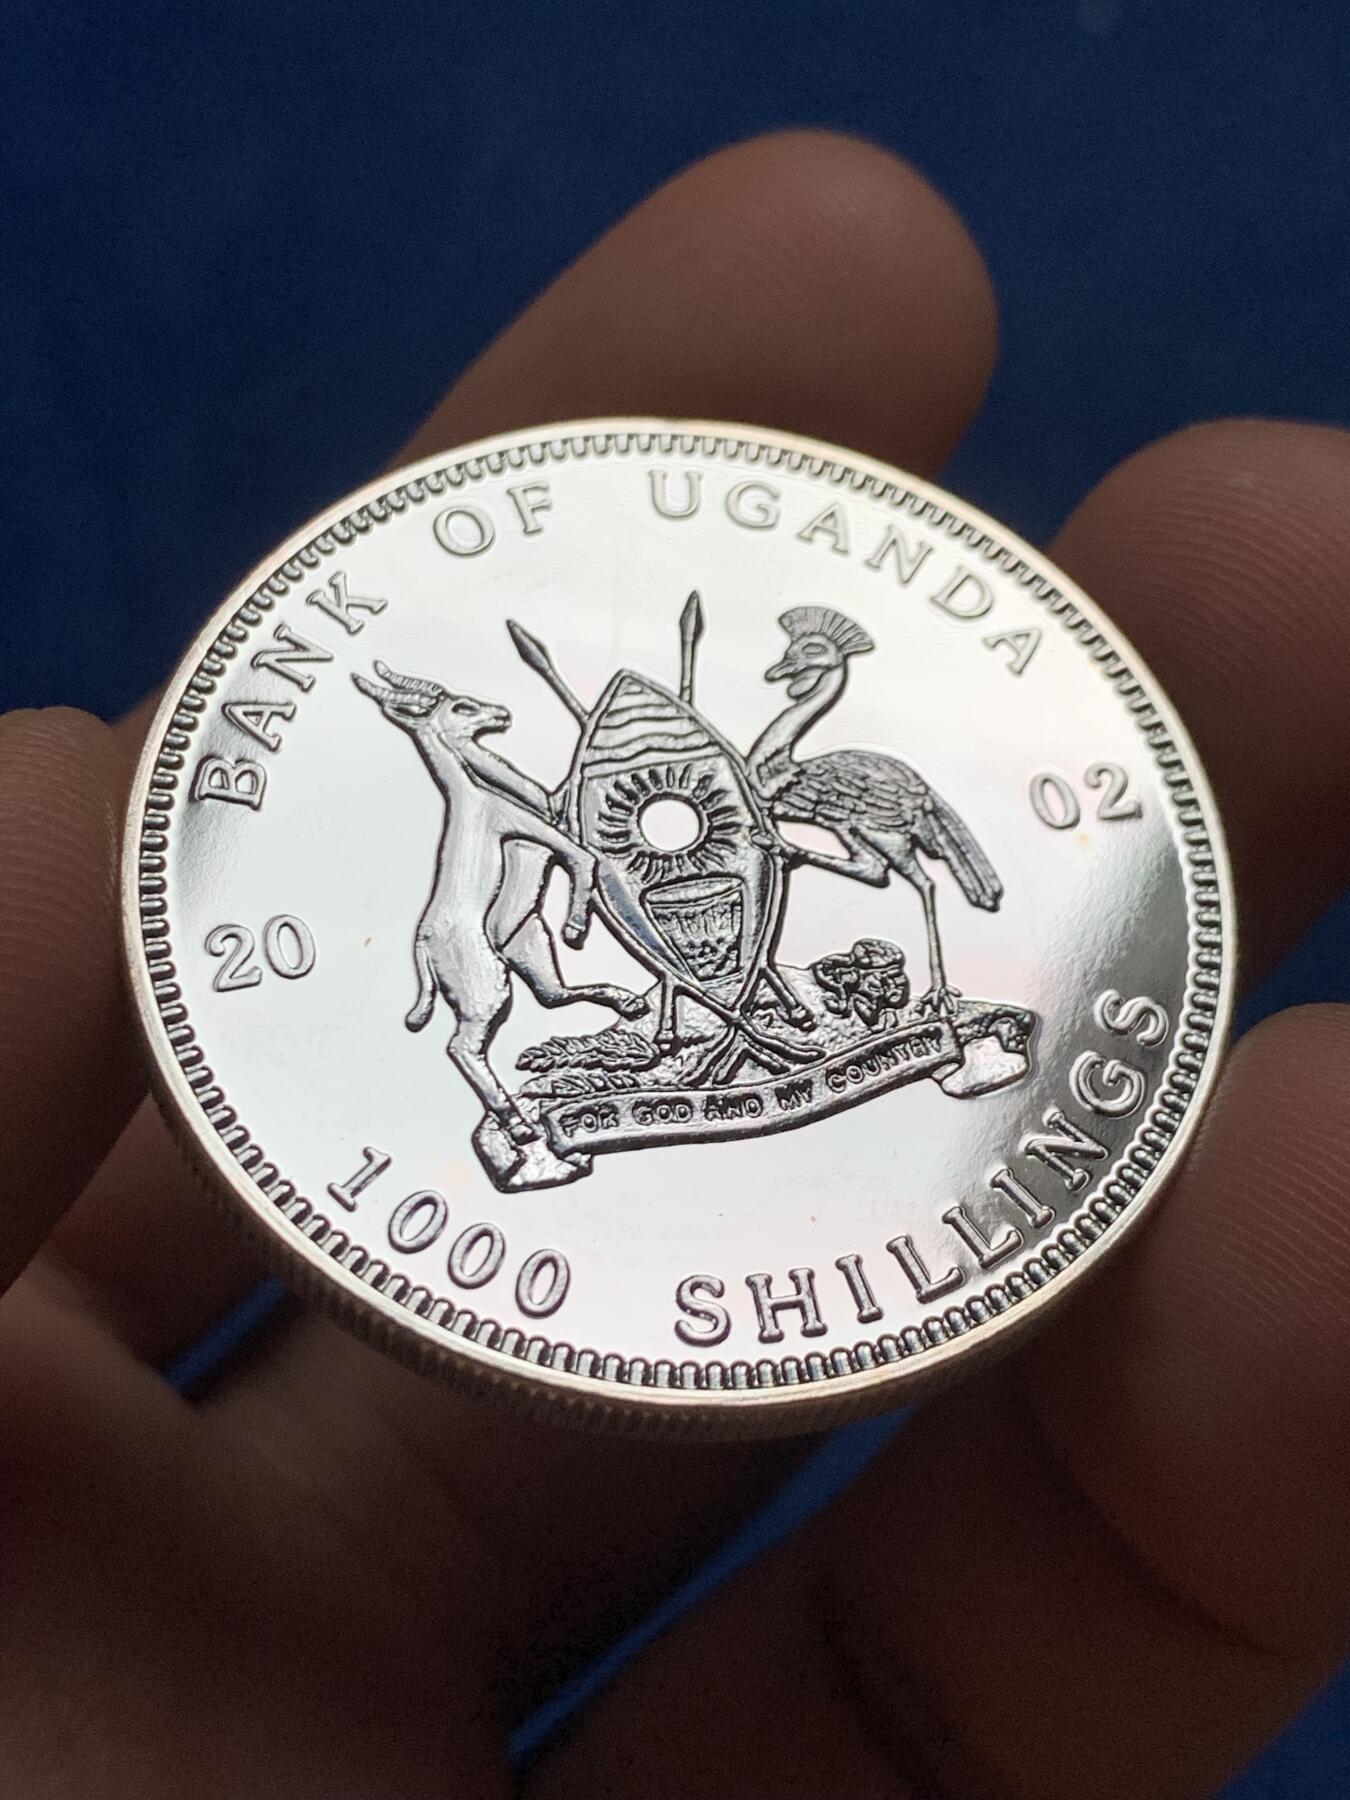 BANK OF UGANDA
20 02
FOR GOD AND MY COUNTRY
1000 SHILLINGS